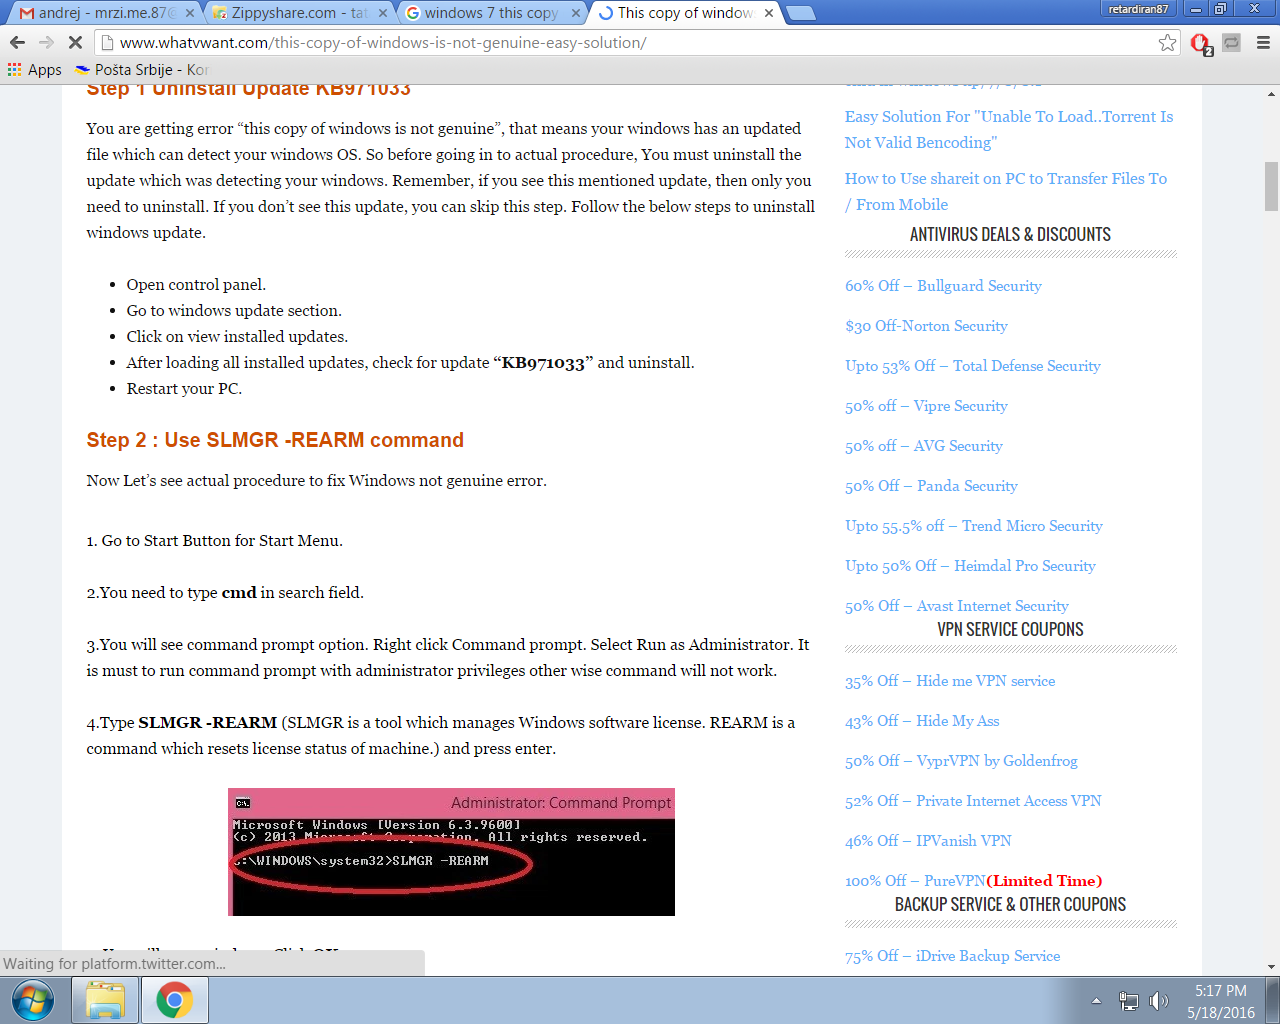 andrej - mrzi.me.87@
Zippyshare.com - tat
windows 7 this copy
This copy of window
retardiran87
www.whatvwant.com/this-copy-of-windows-is-not-genuine-easy-solution/
2
Apps
Pošta Srbije - Kor
Step 1 Uninstall Update KB971033
You are getting error “this copy of windows is not genuine”, that means your windows has an updated
file which can detect your windows OS. So before going in to actual procedure, You must uninstall the
update which was detecting your windows. Remember, if you see this mentioned update, then only you
need to uninstall. If you don’t see this update, you can skip this step. Follow the below steps to uninstall
windows update.
• Open control panel.
• Go to windows update section.
• Click on view installed updates.
• After loading all installed updates, check for update “KB971033” and uninstall.
• Restart your PC.
Step 2 : Use SLMGR -REARM command
Now Let’s see actual procedure to fix Windows not genuine error.
1. Go to Start Button for Start Menu.
2.You need to type cmd in search field.
3.You will see command prompt option. Right click Command prompt. Select Run as Administrator. It
is must to run command prompt with administrator privileges other wise command will not work.
4.Type SLMGR -REARM (SLMGR is a tool which manages Windows software license. REARM is a
command which resets license status of machine.) and press enter.
Administrator: Command Prompt
Microsoft Windows [Version 6.3.9600]
(c) 2013 Microsoft Corporation. All rights reserved.
C:\WINDOWS\system32>SLMGR -REARM
Easy Solution For "Unable To Load..Torrent Is
Not Valid Bencoding"
How to Use shareit on PC to Transfer Files To
/ From Mobile
ANTIVIRUS DEALS & DISCOUNTS
60% Off – Bullguard Security
$30 Off-Norton Security
Upto 53% Off – Total Defense Security
50% off – Vipre Security
50% off – AVG Security
50% Off – Panda Security
Upto 55.5% off – Trend Micro Security
Upto 50% Off – Heimdal Pro Security
50% Off – Avast Internet Security
VPN SERVICE COUPONS
35% Off – Hide me VPN service
43% Off – Hide My Ass
50% Off – VyprVPN by Goldenfrog
52% Off – Private Internet Access VPN
46% Off – IPVanish VPN
100% Off – PureVPN(Limited Time)
BACKUP SERVICE & OTHER COUPONS
75% Off – iDrive Backup Service
Waiting for platform.twitter.com...
5:17 PM
5/18/2016